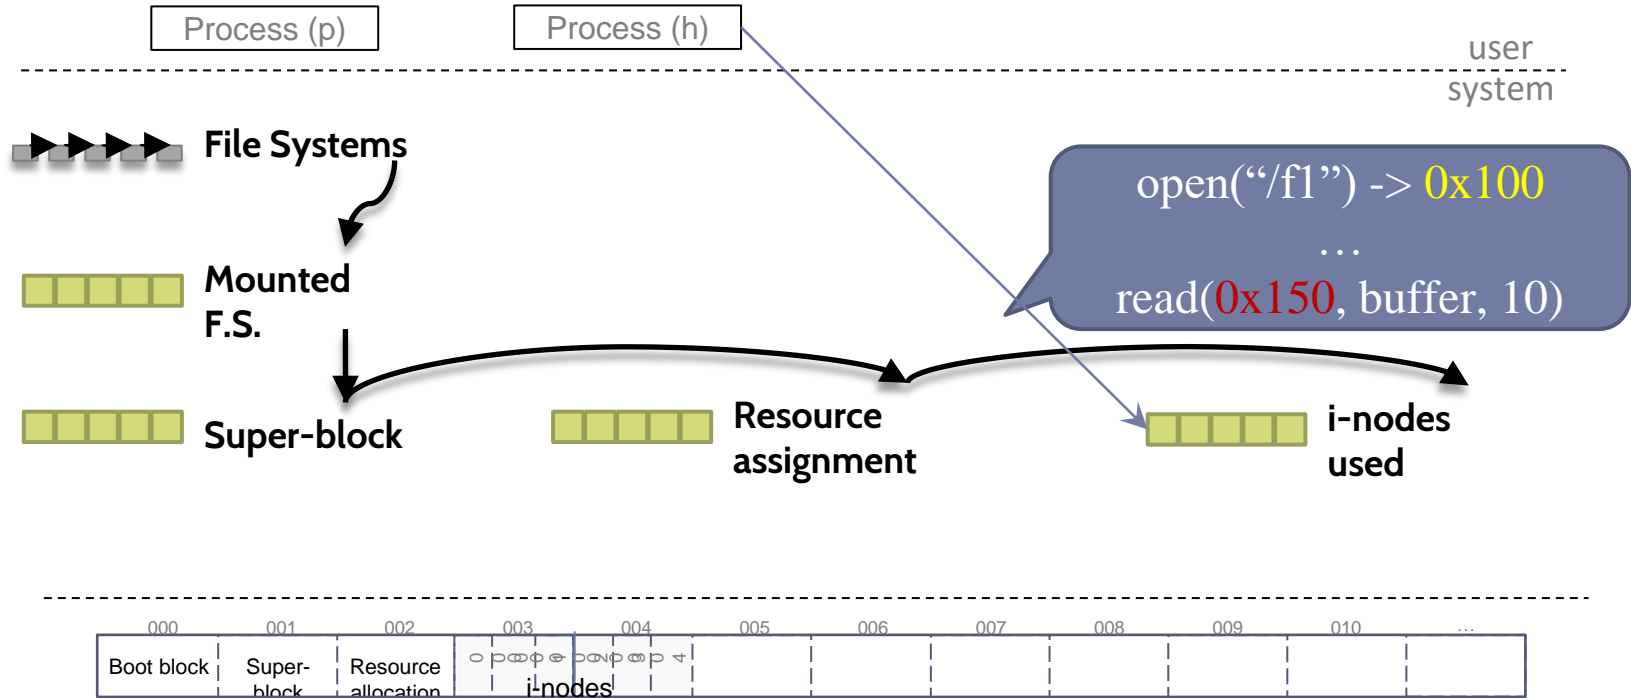 Process (p)
Process (h)
user
system
File Systems
open(“/f1”) -> 0x100
…
read(0x150, buffer, 10)
Mounted
F.S.
Super-block
Resource
assignment
i-nodes
used
000 001 002 003 004 005 006 007 008 009 010 …
Boot block
Super-
block
Resource
allocation
i-nodes